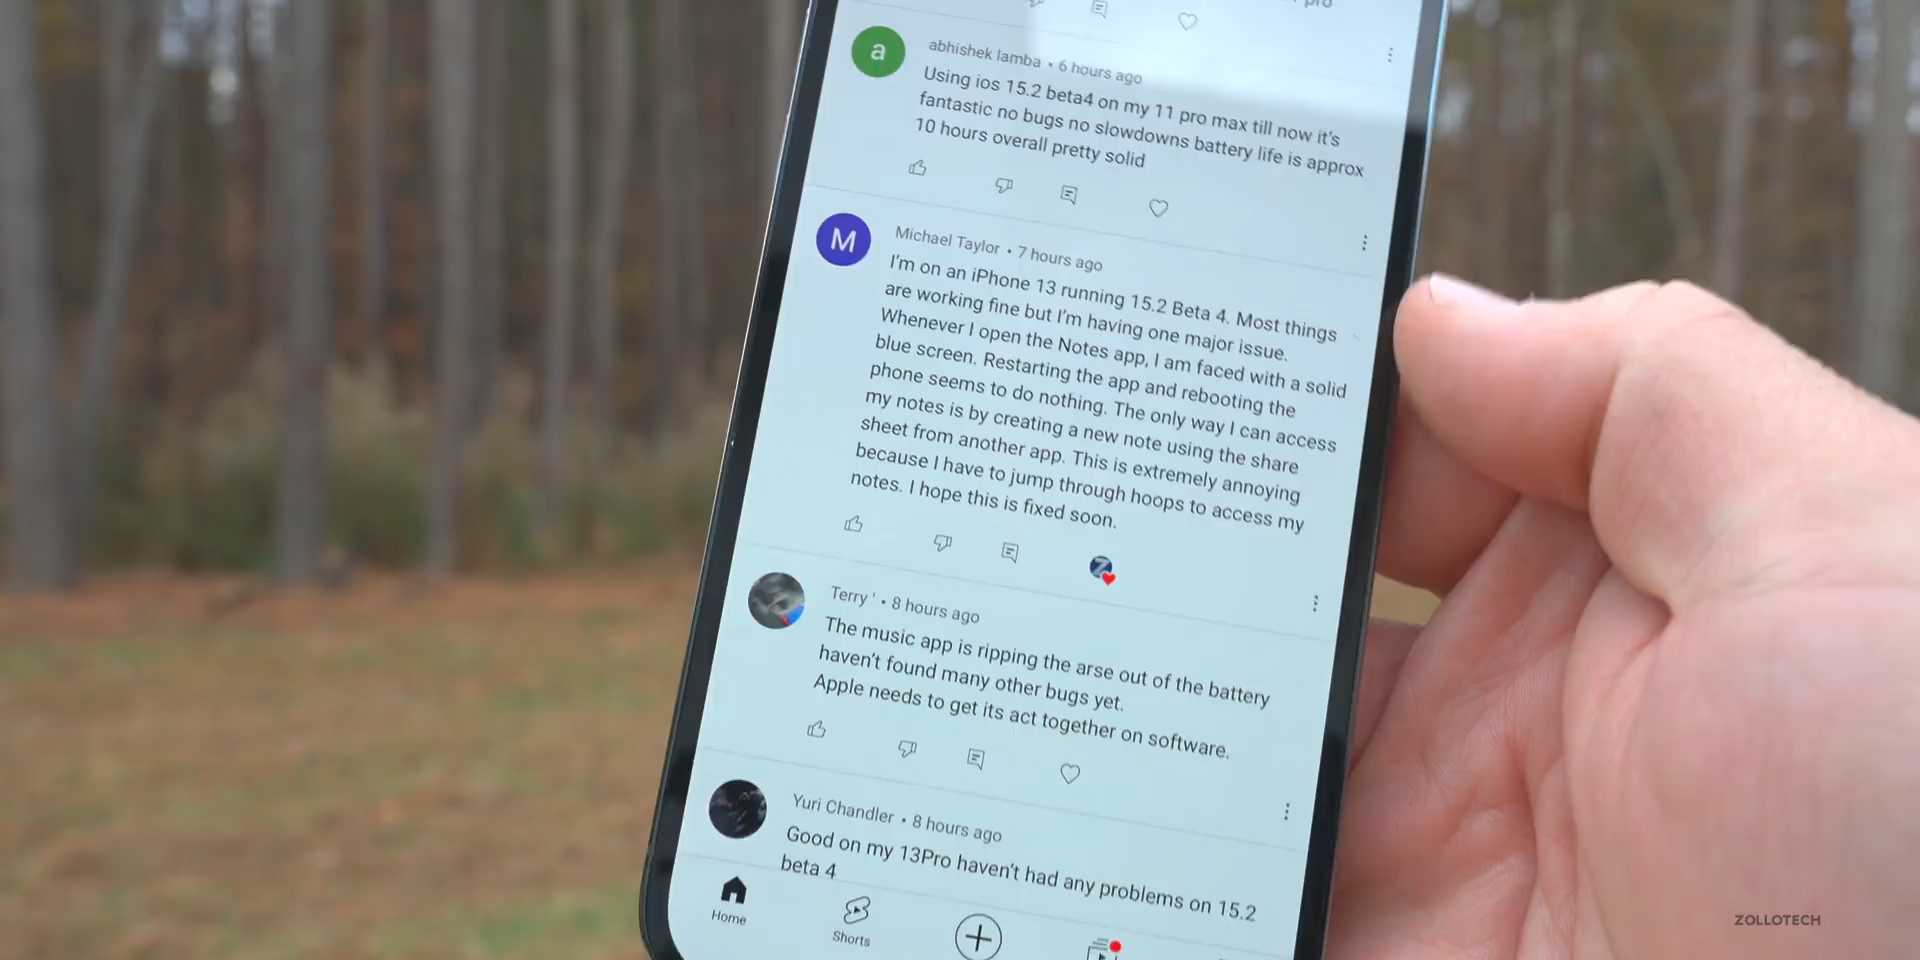 pro
a
abhishek lamba • 6 hours ago
Using ios 15.2 beta4 on my 11 pro max till now it's
fantastic no bugs no slowdowns battery life is approx
10 hours overall pretty solid
M
Michael Taylor • 7 hours ago
I'm on an iPhone 13 running 15.2 Beta 4. Most things
are working fine but I'm having one major issue.
Whenever I open the Notes app, I am faced with a solid
blue screen. Restarting the app and rebooting the
phone seems to do nothing. The only way I can access
my notes is by creating a new note using the share
sheet from another app. This is extremely annoying
because I have to jump through hoops to access my
notes. I hope this is fixed soon.
Z
Terry ' • 8 hours ago
The music app is ripping the arse out of the battery
haven't found many other bugs yet.
Apple needs to get its act together on software.
Yuri Chandler • 8 hours ago
Good on my 13Pro haven't had any problems on 15.2
beta 4
Home
Shorts
ZOLLOTECH